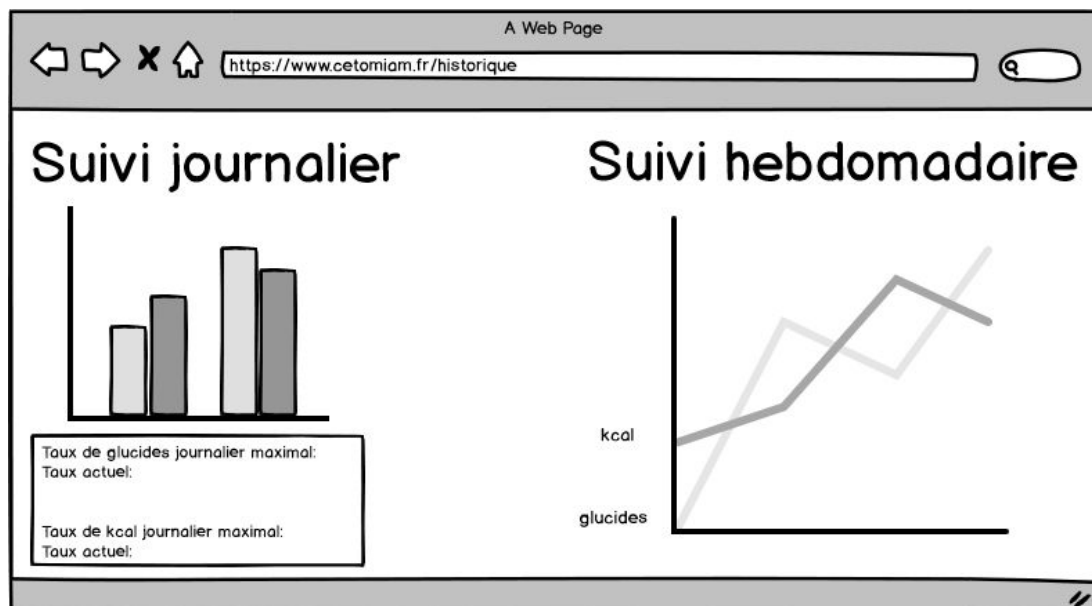 A Web Page
https://www.cetomiam.fr/historique
Suivi journalier
Taux de glucides journalier maximal:
Taux actuel:
Taux de kcal journalier maximal:
Taux actuel:
Suivi hebdomadaire
kcal
glucides